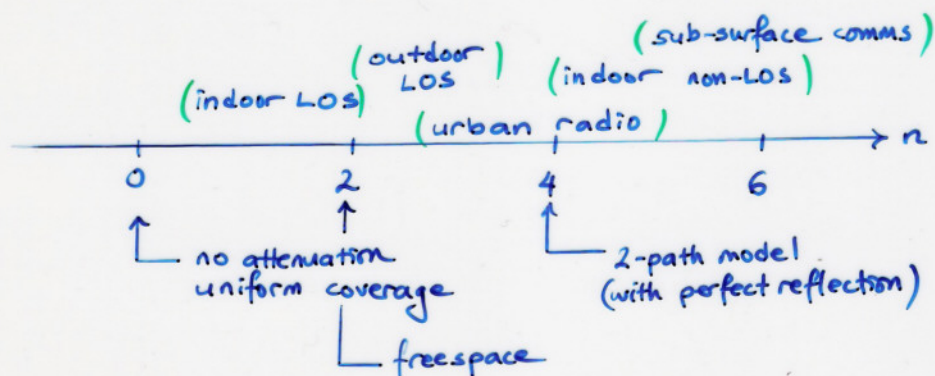 (sub-surface comms)
(outdoor
LOS)
(indoor non-LOS)
(indoor LOS)
(urban radio)
n
0 2 4 6
no attenuation
uniform coverage
2-path model
(with perfect reflection)
freespace